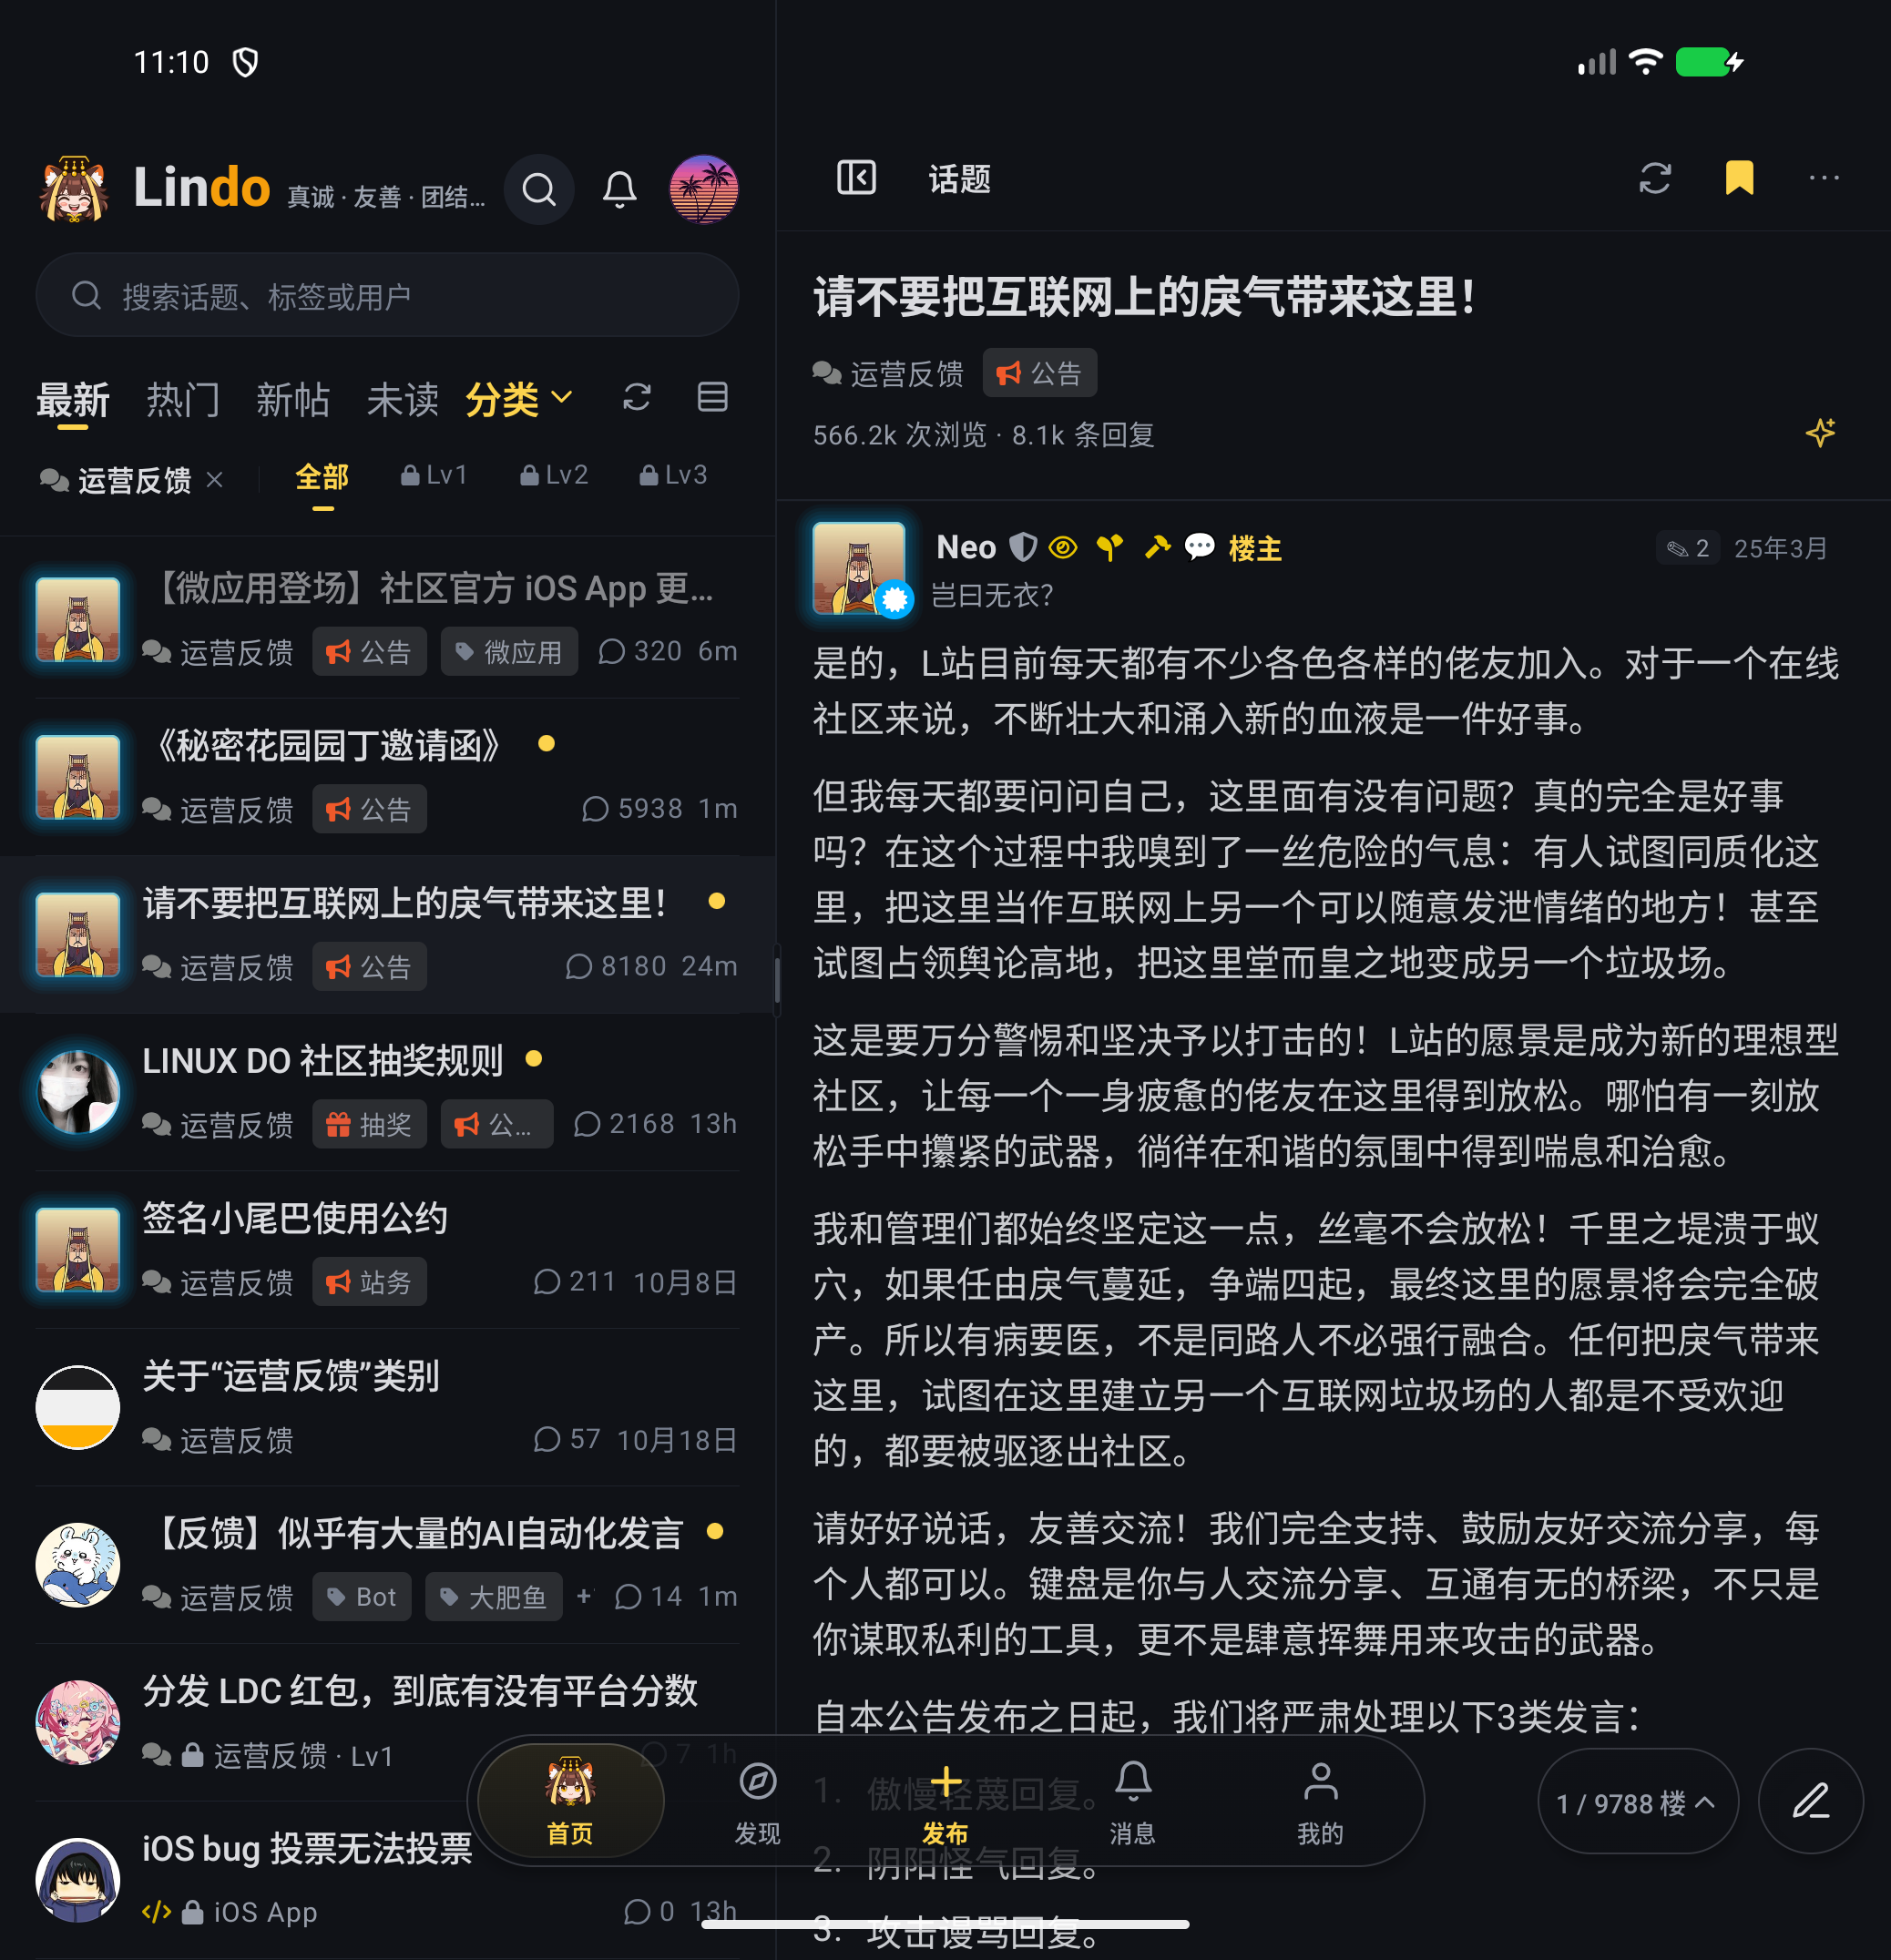 11:10
Lindo 真诚 · 友善 · 团结...
搜索话题、标签或用户
最新 热门 新帖 未读 分类
运营反馈 × 全部 Lv1 Lv2 Lv3
【微应用登场】社区官方 iOS App 更...
运营反馈 公告 微应用 320 6m
《秘密花园园丁邀请函》
运营反馈 公告 5938 1m
请不要把互联网上的戾气带来这里！
运营反馈 公告 8180 24m
LINUX DO 社区抽奖规则
运营反馈 抽奖 公... 2168 13h
签名小尾巴使用公约
运营反馈 站务 211 10月8日
关于“运营反馈”类别
运营反馈 57 10月18日
【反馈】似乎有大量的AI自动化发言
运营反馈 Bot 大肥鱼 + 14 1m
分发 LDC 红包，到底有没有平台分数
运营反馈 · Lv1 7 1h
iOS bug 投票无法投票
iOS App 0 13h
话题
请不要把互联网上的戾气带来这里！
运营反馈 公告
566.2k 次浏览 · 8.1k 条回复
Neo 楼主 2 25年3月
岂曰无衣？
是的，L站目前每天都有不少各色各样的佬友加入。对于一个在线
社区来说，不断壮大和涌入新的血液是一件好事。
但我每天都要问问自己，这里面有没有问题？真的完全是好事
吗？在这个过程中我嗅到了一丝危险的气息：有人试图同质化这
里，把这里当作互联网上另一个可以随意发泄情绪的地方！甚至
试图占领舆论高地，把这里堂而皇之地变成另一个垃圾场。
这是要万分警惕和坚决予以打击的！L站的愿景是成为新的理想型
社区，让每一个一身疲惫的佬友在这里得到放松。哪怕有一刻放
松手中攥紧的武器，徜徉在和谐的氛围中得到喘息和治愈。
我和管理们都始终坚定这一点，丝毫不会放松！千里之堤溃于蚁
穴，如果任由戾气蔓延，争端四起，最终这里的愿景将会完全破
产。所以有病要医，不是同路人不必强行融合。任何把戾气带来
这里，试图在这里建立另一个互联网垃圾场的人都是不受欢迎
的，都要被驱逐出社区。
请好好说话，友善交流！我们完全支持、鼓励友好交流分享，每
个人都可以。键盘是你与人交流分享、互通有无的桥梁，不只是
你谋取私利的工具，更不是肆意挥舞用来攻击的武器。
自本公告发布之日起，我们将严肃处理以下3类发言：
1. 傲慢轻蔑回复。
2. 阴阳怪气回复。
3. 攻击谩骂回复。
首页 发现 发布 消息 我的
1 / 9788 楼